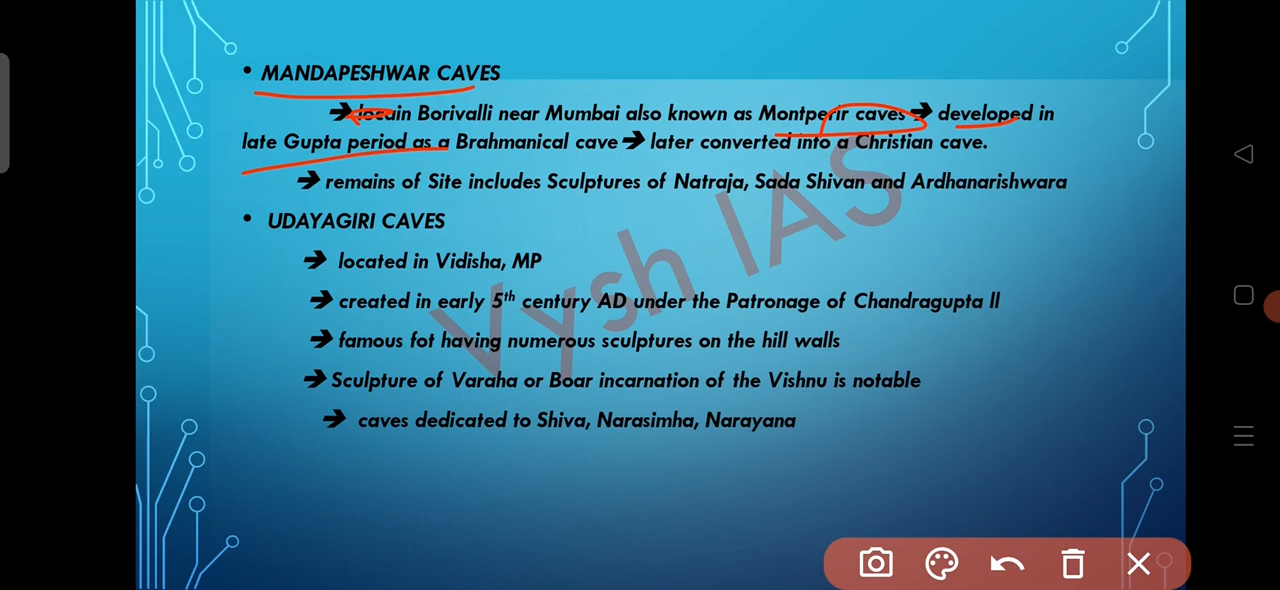 • MANDAPESHWAR CAVES
➔ locain Borivalli near Mumbai also known as Montperir caves ➔ developed in
late Gupta period as a Brahmanical cave ➔ later converted into a Christian cave.
➔ remains of Site includes Sculptures of Natraja, Sada Shivan and Ardhanarishwara
• UDAYAGIRI CAVES
➔ located in Vidisha, MP
➔ created in early 5th century AD under the Patronage of Chandragupta ll
➔ famous fot having numerous sculptures on the hill walls
➔ Sculpture of Varaha or Boar incarnation of the Vishnu is notable
➔ caves dedicated to Shiva, Narasimha, Narayana
Vysh IAS